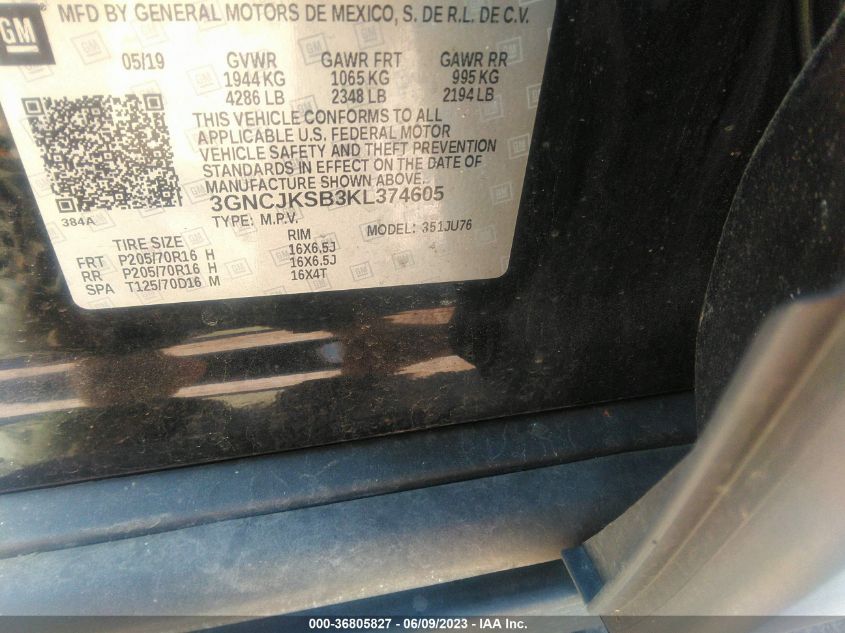 GM
MFD BY GENERAL MOTORS DE MEXICO, S. DE R.L. DE C.V.
05/19 GVWR GAWR FRT GAWR RR
1944 KG 1065 KG 995 KG
4286 LB 2348 LB 2194 LB
THIS VEHICLE CONFORMS TO ALL
APPLICABLE U.S. FEDERAL MOTOR
VEHICLE SAFETY AND THEFT PREVENTION
STANDARDS IN EFFECT ON THE DATE OF
MANUFACTURE SHOWN ABOVE.
3GNCJKSB3KL374605
384A
TYPE: M.P.V. MODEL: 351JU76
TIRE SIZE RIM
FRT P205/70R16 H 16X6.5J
RR P205/70R16 H 16X6.5J
SPA T125/70D16 M 16X4T
000-36805827 - 06/09/2023 - IAA Inc.